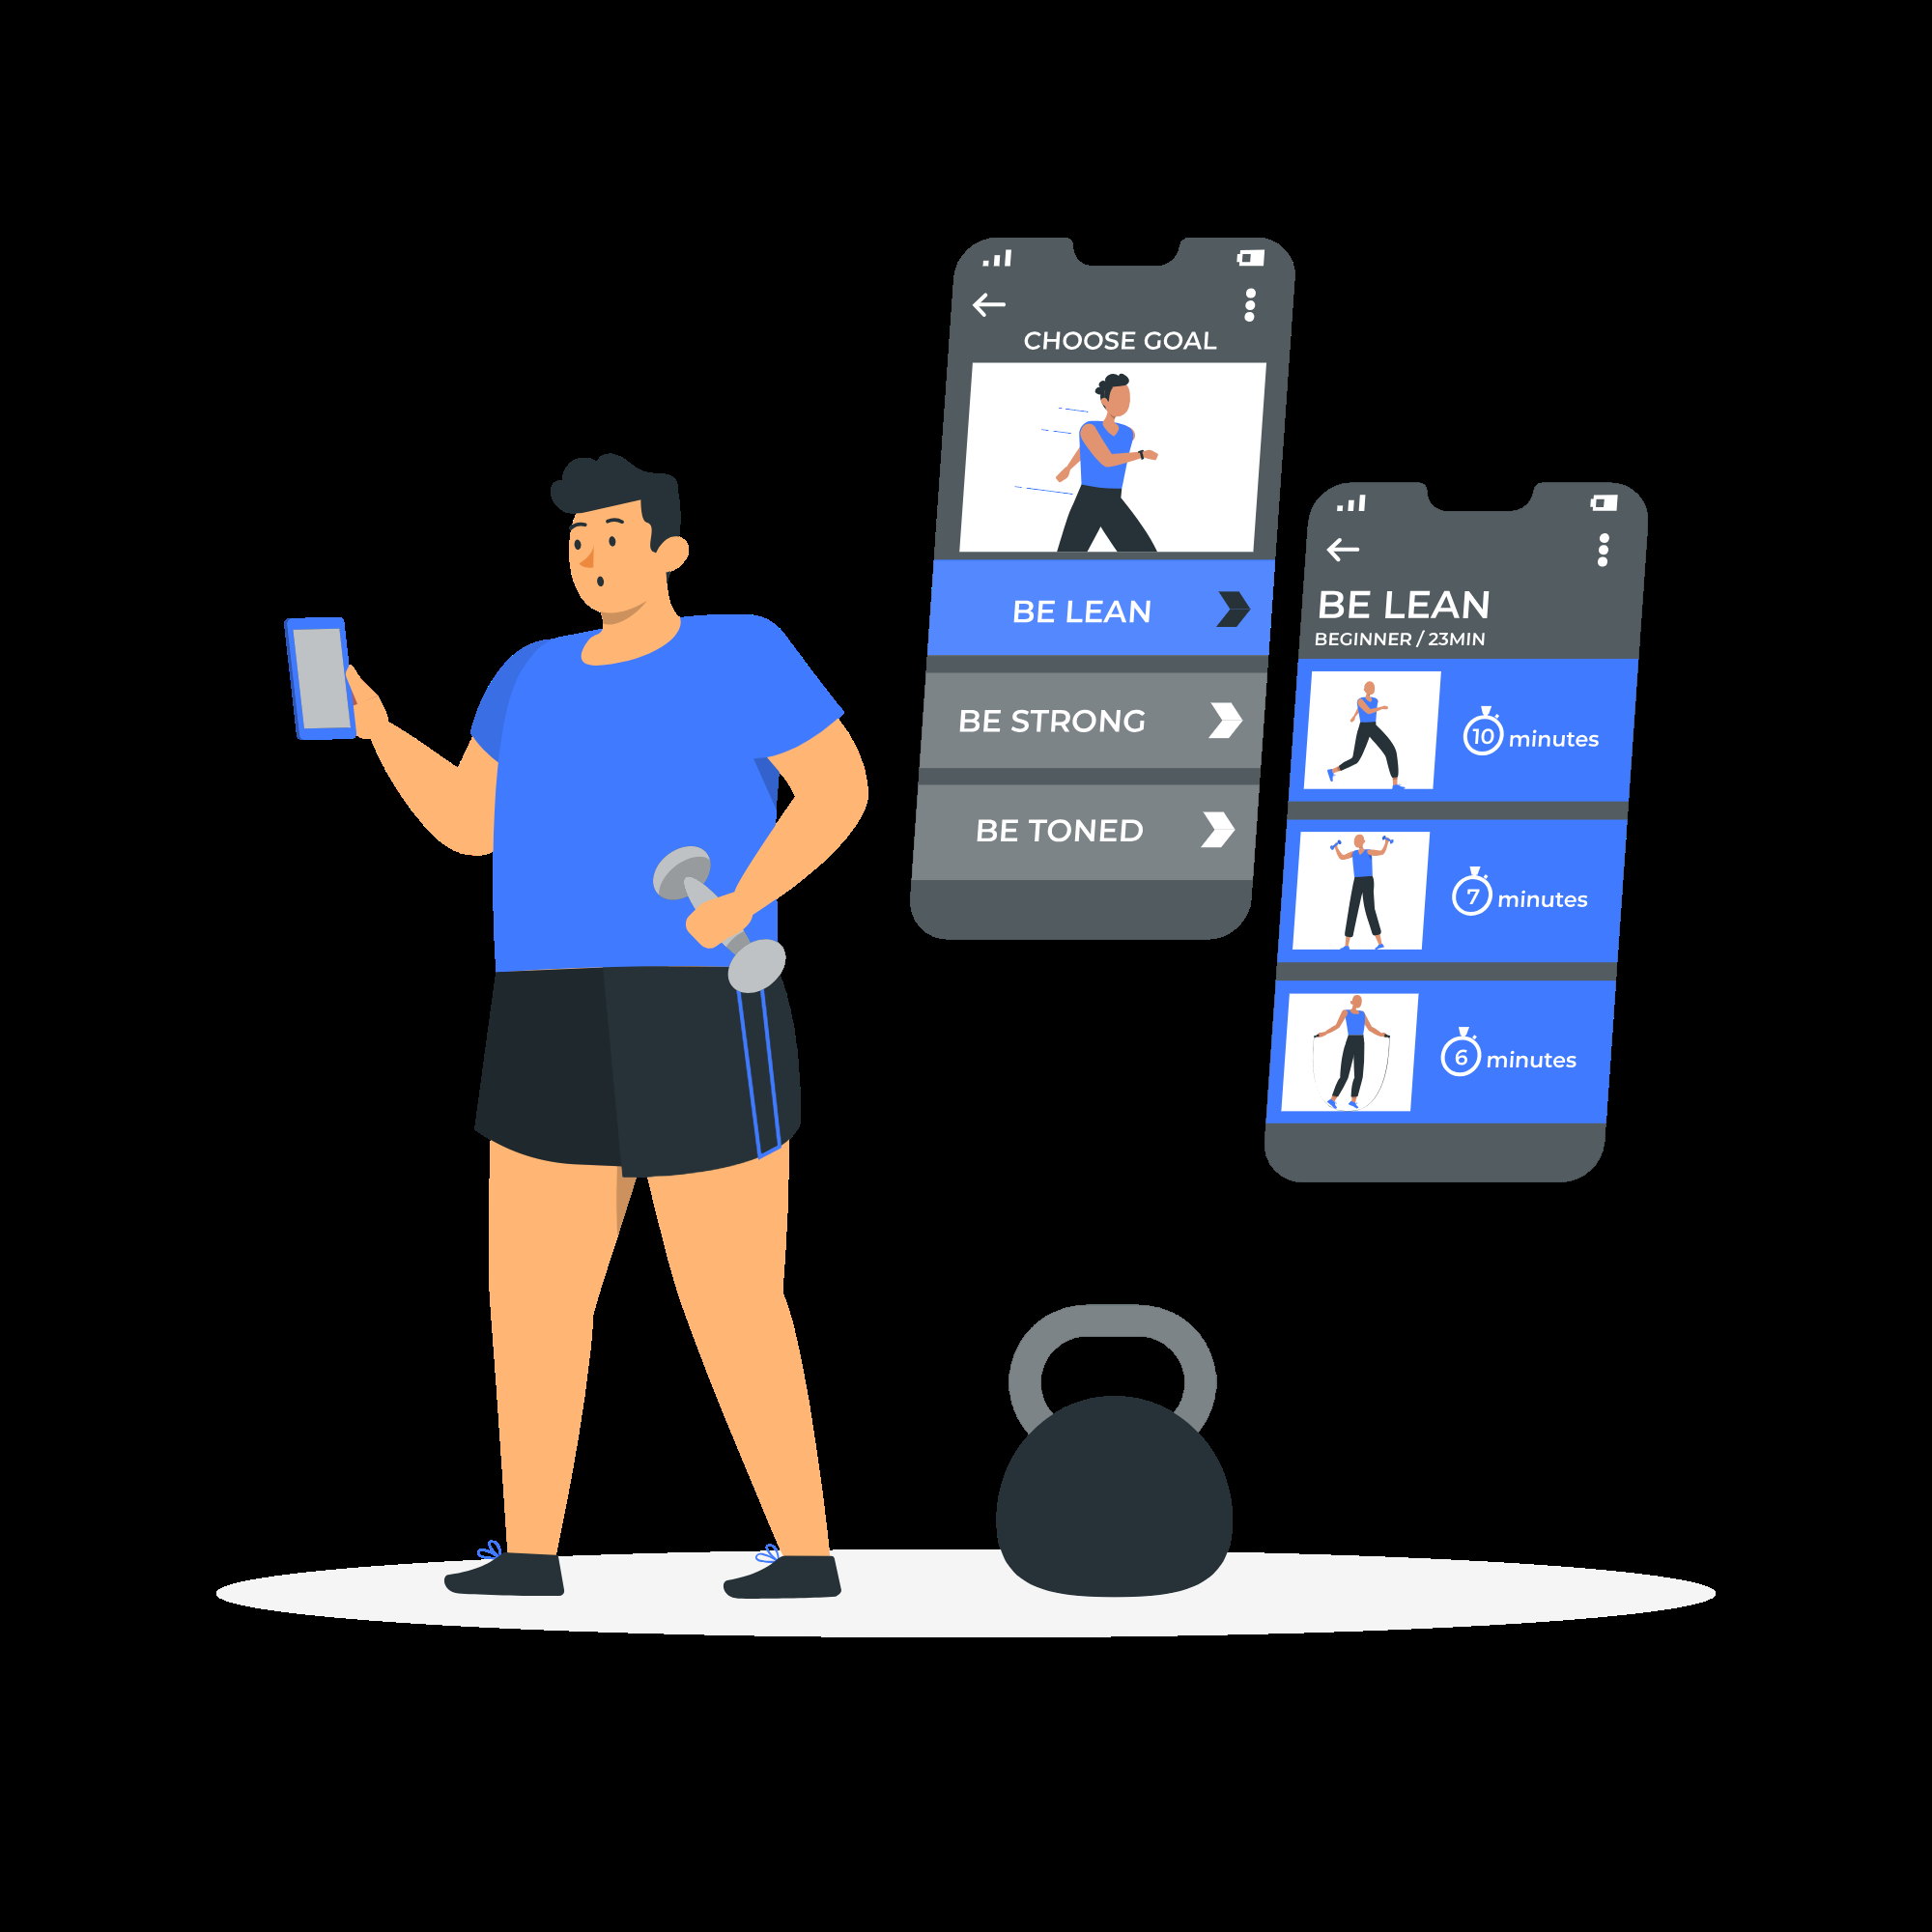 CHOOSE GOAL
BE LEAN
BE STRONG
BE TONED
BE LEAN
BEGINNER / 23MIN
10 minutes
7 minutes
6 minutes